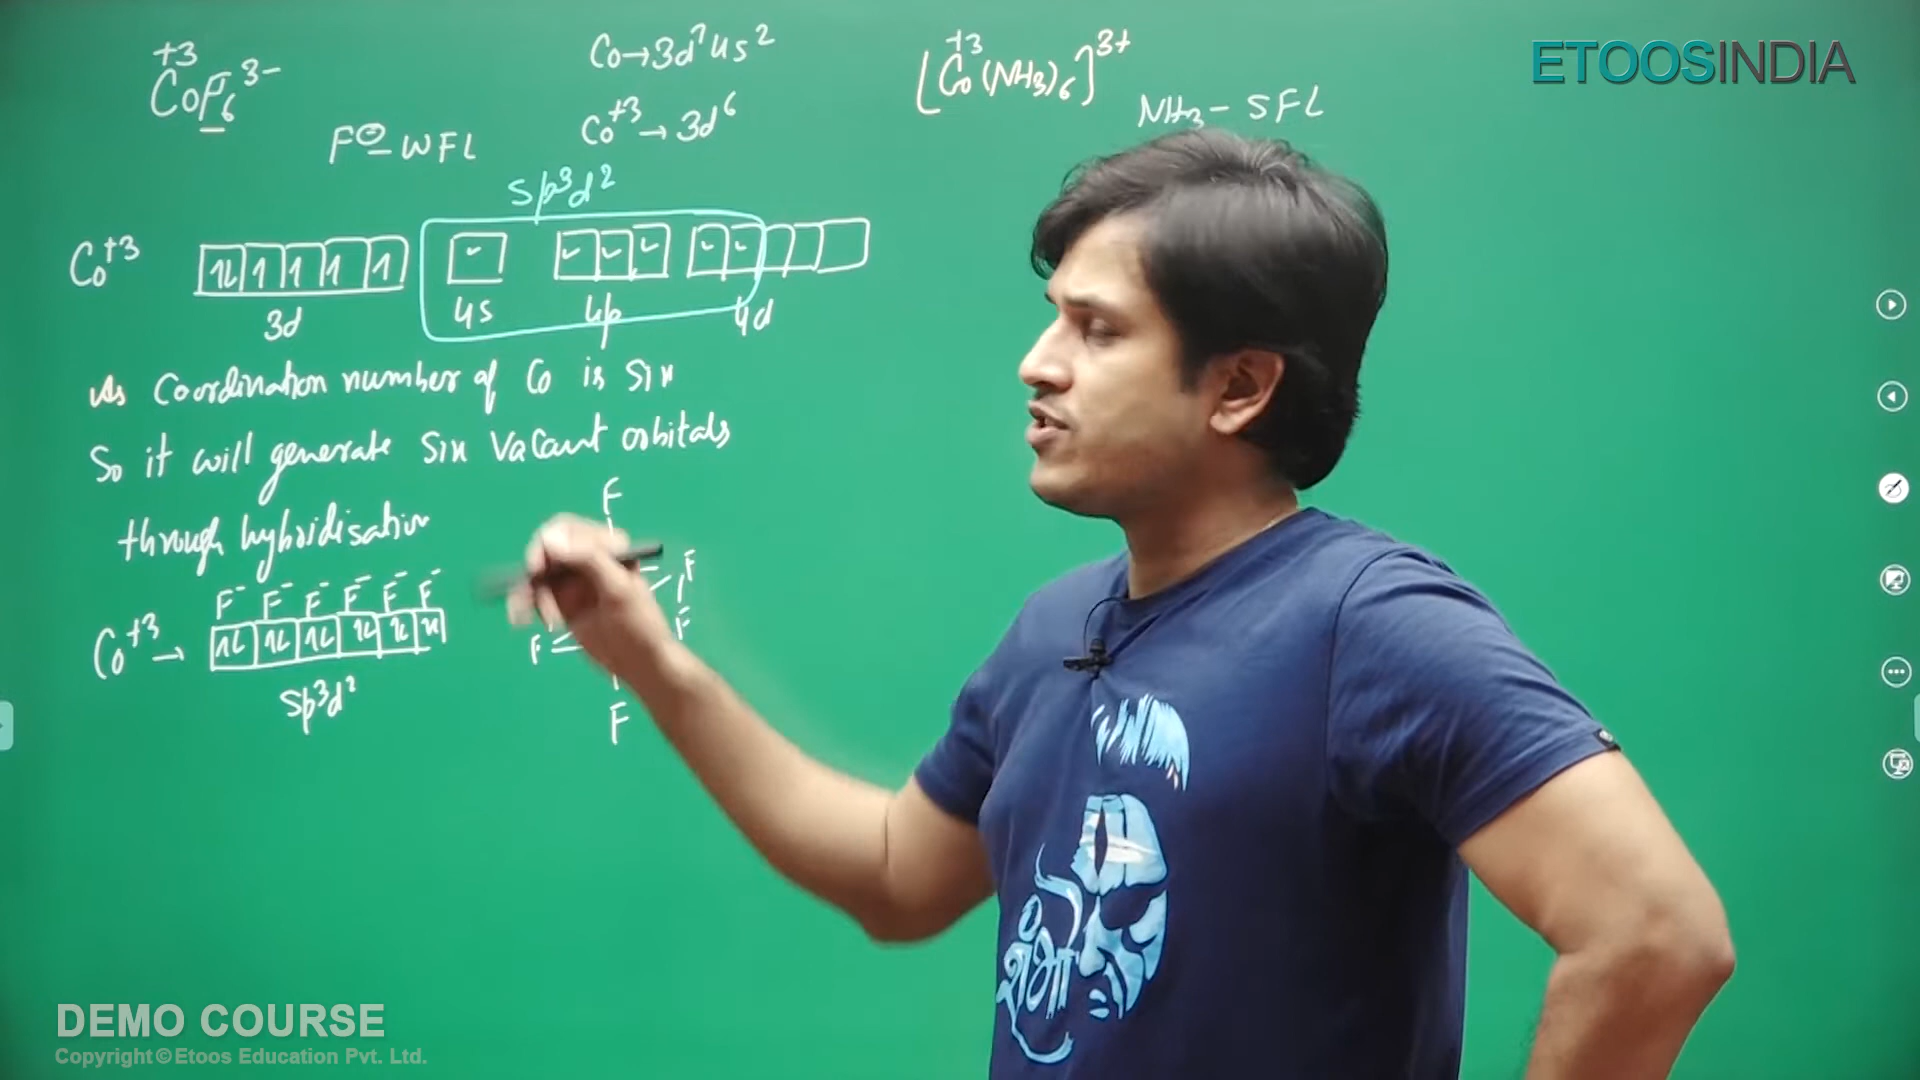 +3
CoF6 3-
F⊖ - WFL
Co → 3d7 4s2
Co+3 → 3d6
+3
[Co(NH3)6]3+
NH3 - SFL
ETOOSINDIA
sp3d2
Co+3
3d
4s
4p
4d
As Coordination number of Co is six
So it will generate six vacant orbitals
through hybridisation
F- F- F- F- F- F-
Co+3 →
sp3d2
F
F
F
F
F
शंभो
DEMO COURSE
Copyright © Etoos Education Pvt. Ltd.